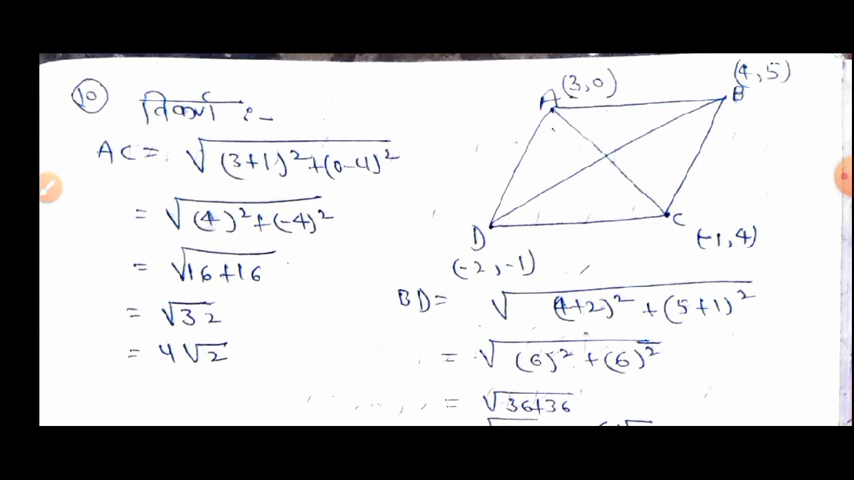 (10)
विकर्ण :-
AC = √(3+1)² + (0-4)²
= √(4)² + (-4)²
= √16+16
= √32
= 4√2
A (3,0)
(4,5)
B
D
C
(-2,-1)
(-1,4)
BD = √(4+2)² + (5+1)²
= √(6)² + (6)²
= √36+36